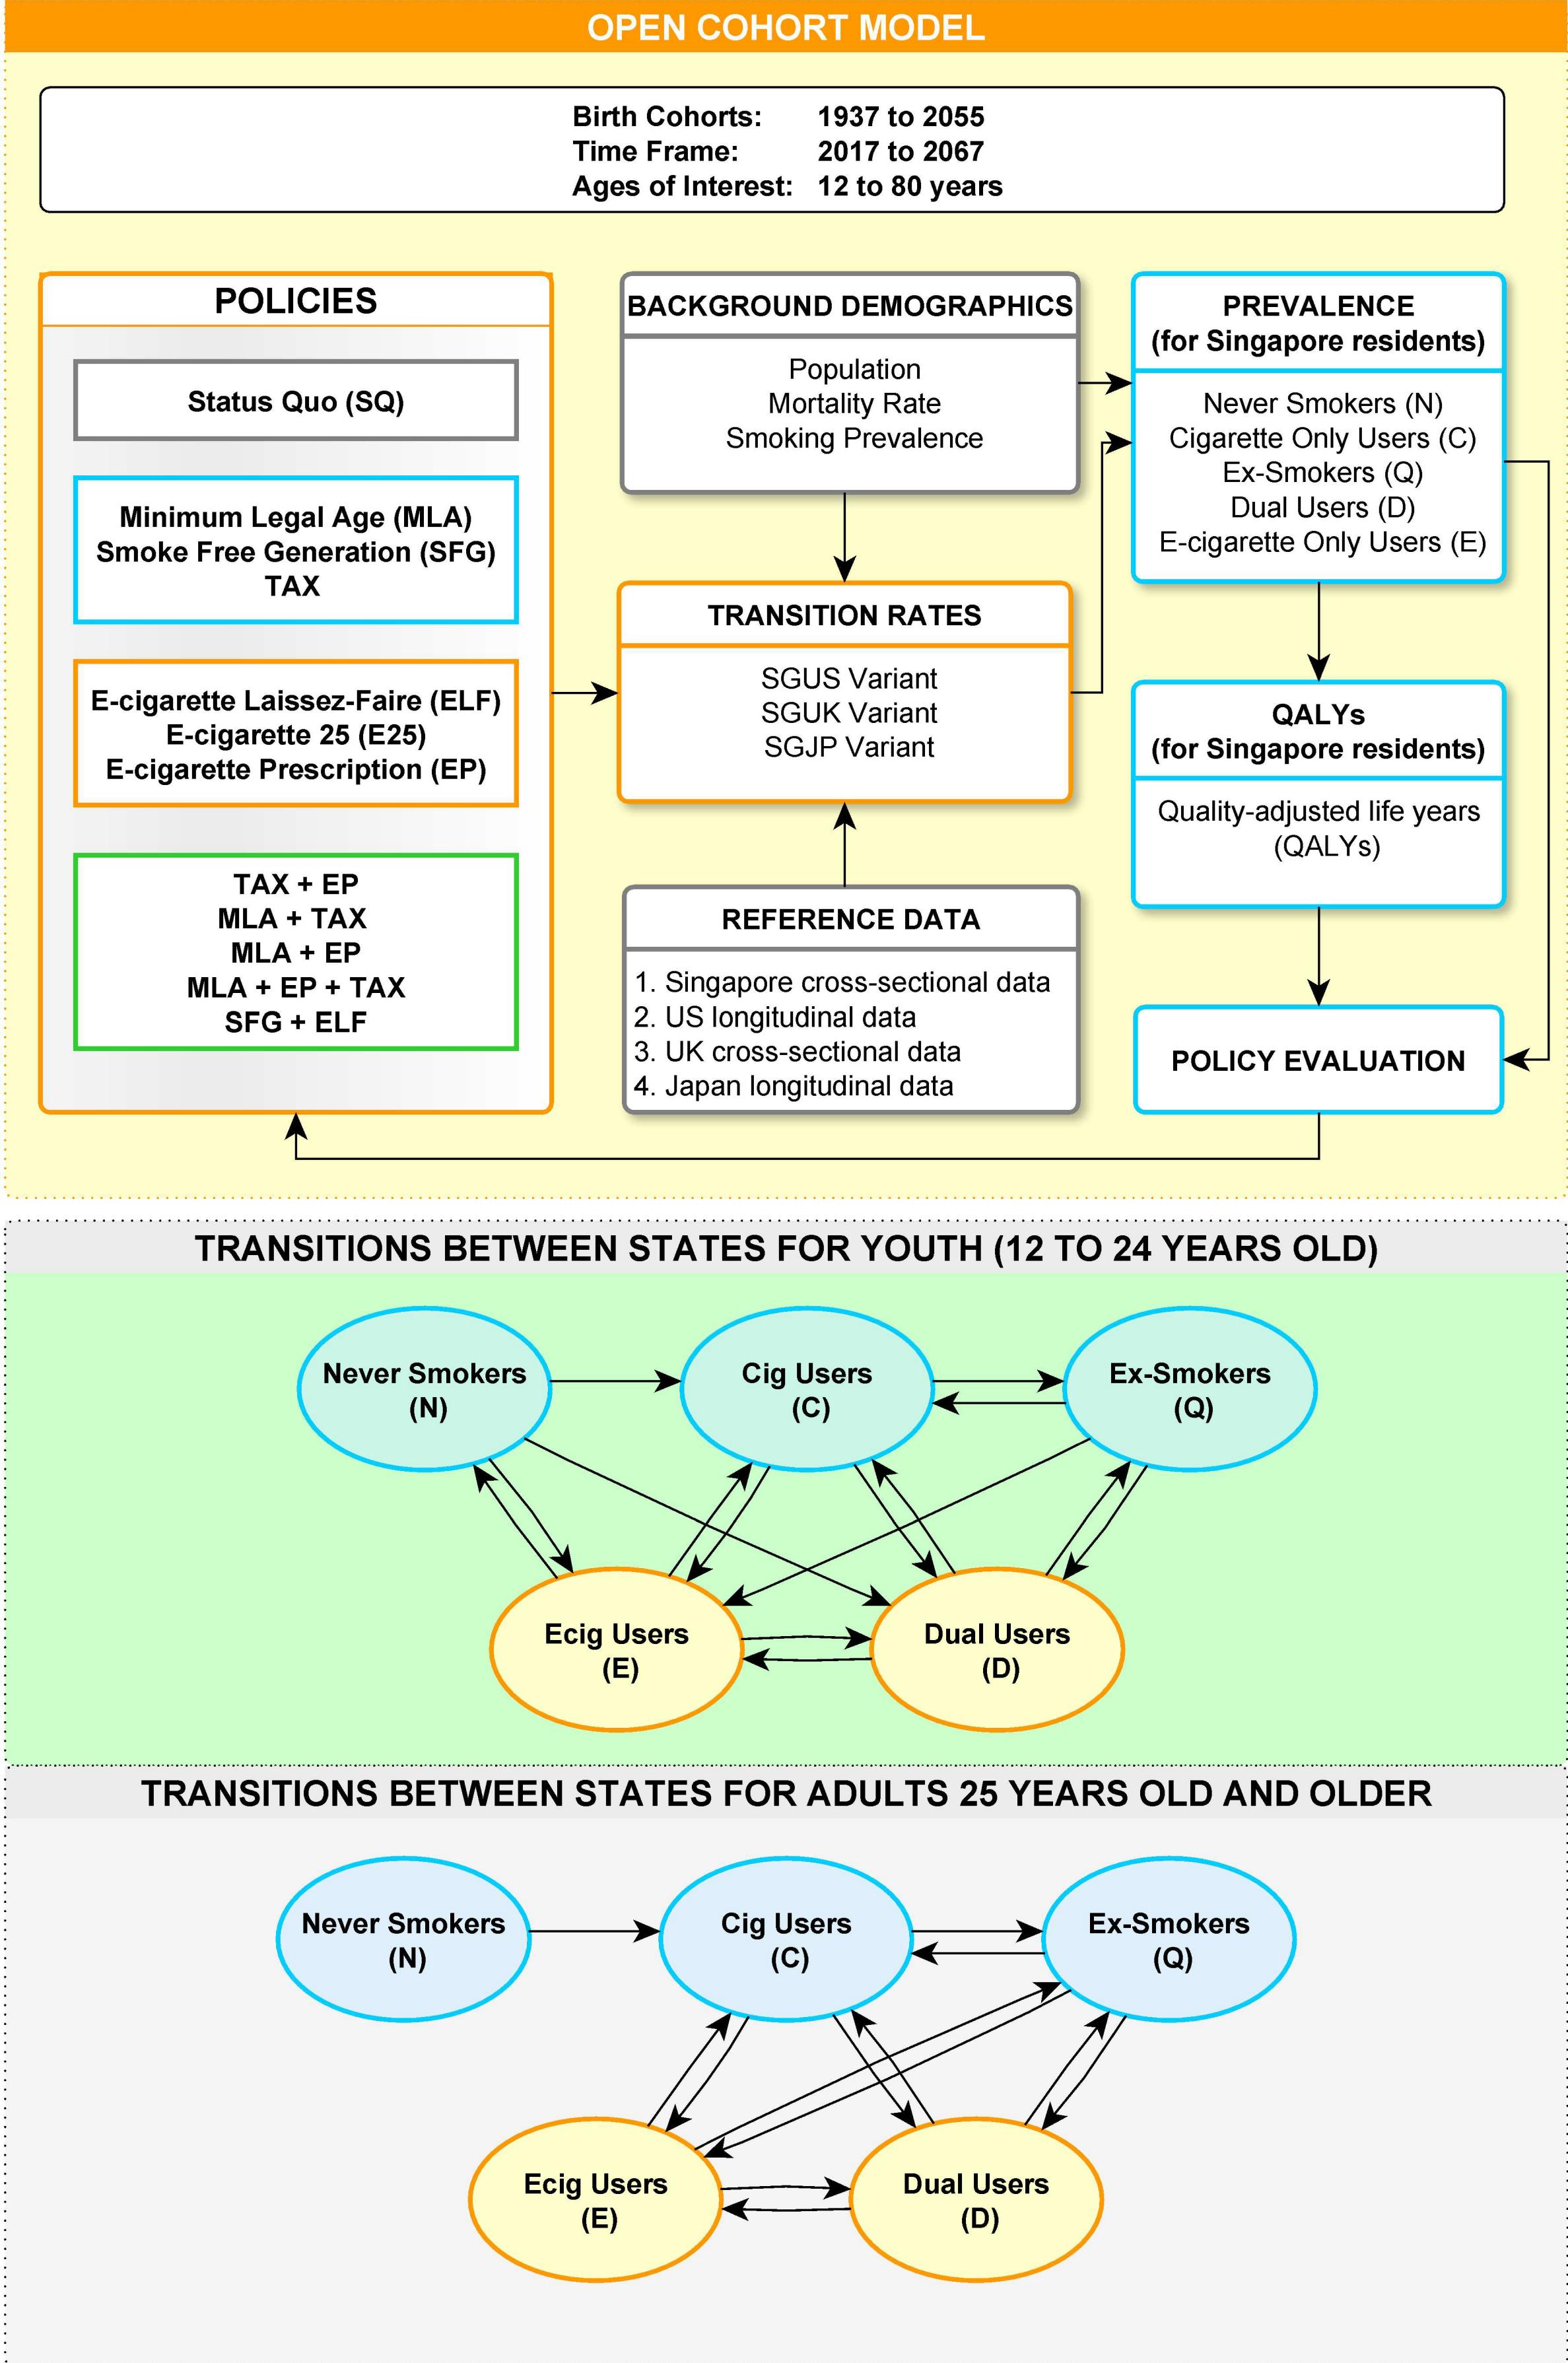 OPEN COHORT MODEL
Birth Cohorts: 1937 to 2055
Time Frame: 2017 to 2067
Ages of Interest: 12 to 80 years
POLICIES
Status Quo (SQ)
Minimum Legal Age (MLA)
Smoke Free Generation (SFG)
TAX
E-cigarette Laissez-Faire (ELF)
E-cigarette 25 (E25)
E-cigarette Prescription (EP)
TAX + EP
MLA + TAX
MLA + EP
MLA + EP + TAX
SFG + ELF
BACKGROUND DEMOGRAPHICS
Population
Mortality Rate
Smoking Prevalence
TRANSITION RATES
SGUS Variant
SGUK Variant
SGJP Variant
REFERENCE DATA
1. Singapore cross-sectional data
2. US longitudinal data
3. UK cross-sectional data
4. Japan longitudinal data
PREVALENCE
(for Singapore residents)
Never Smokers (N)
Cigarette Only Users (C)
Ex-Smokers (Q)
Dual Users (D)
E-cigarette Only Users (E)
QALYs
(for Singapore residents)
Quality-adjusted life years
(QALYs)
POLICY EVALUATION
TRANSITIONS BETWEEN STATES FOR YOUTH (12 TO 24 YEARS OLD)
Never Smokers
(N)
Cig Users
(C)
Ex-Smokers
(Q)
Ecig Users
(E)
Dual Users
(D)
TRANSITIONS BETWEEN STATES FOR ADULTS 25 YEARS OLD AND OLDER
Never Smokers
(N)
Cig Users
(C)
Ex-Smokers
(Q)
Ecig Users
(E)
Dual Users
(D)